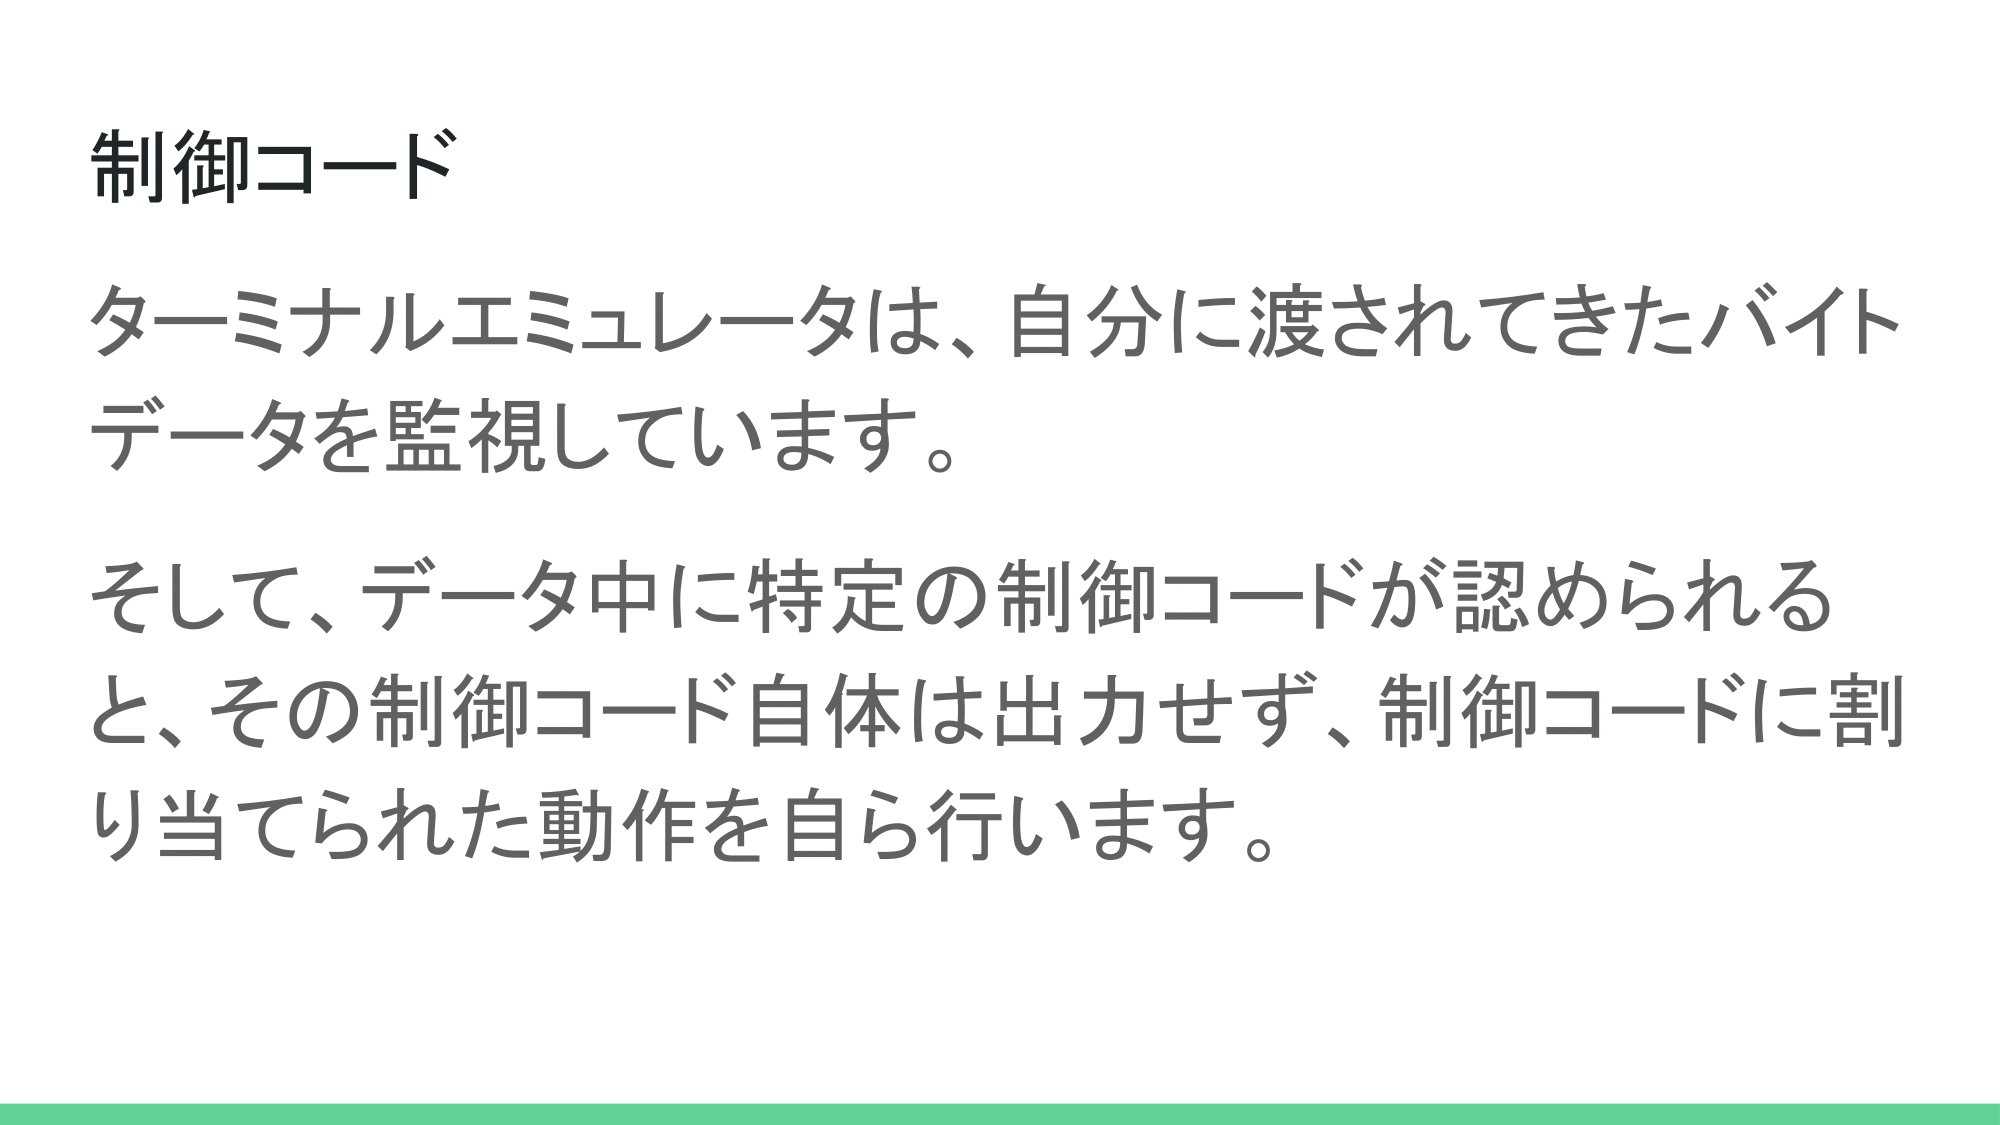 制御コード
ターミナルエミュレータは、自分に渡されてきたバイト
データを監視しています。
そして、データ中に特定の制御コードが認められる
と、その制御コード自体は出力せず、制御コードに割
り当てられた動作を自ら行います。